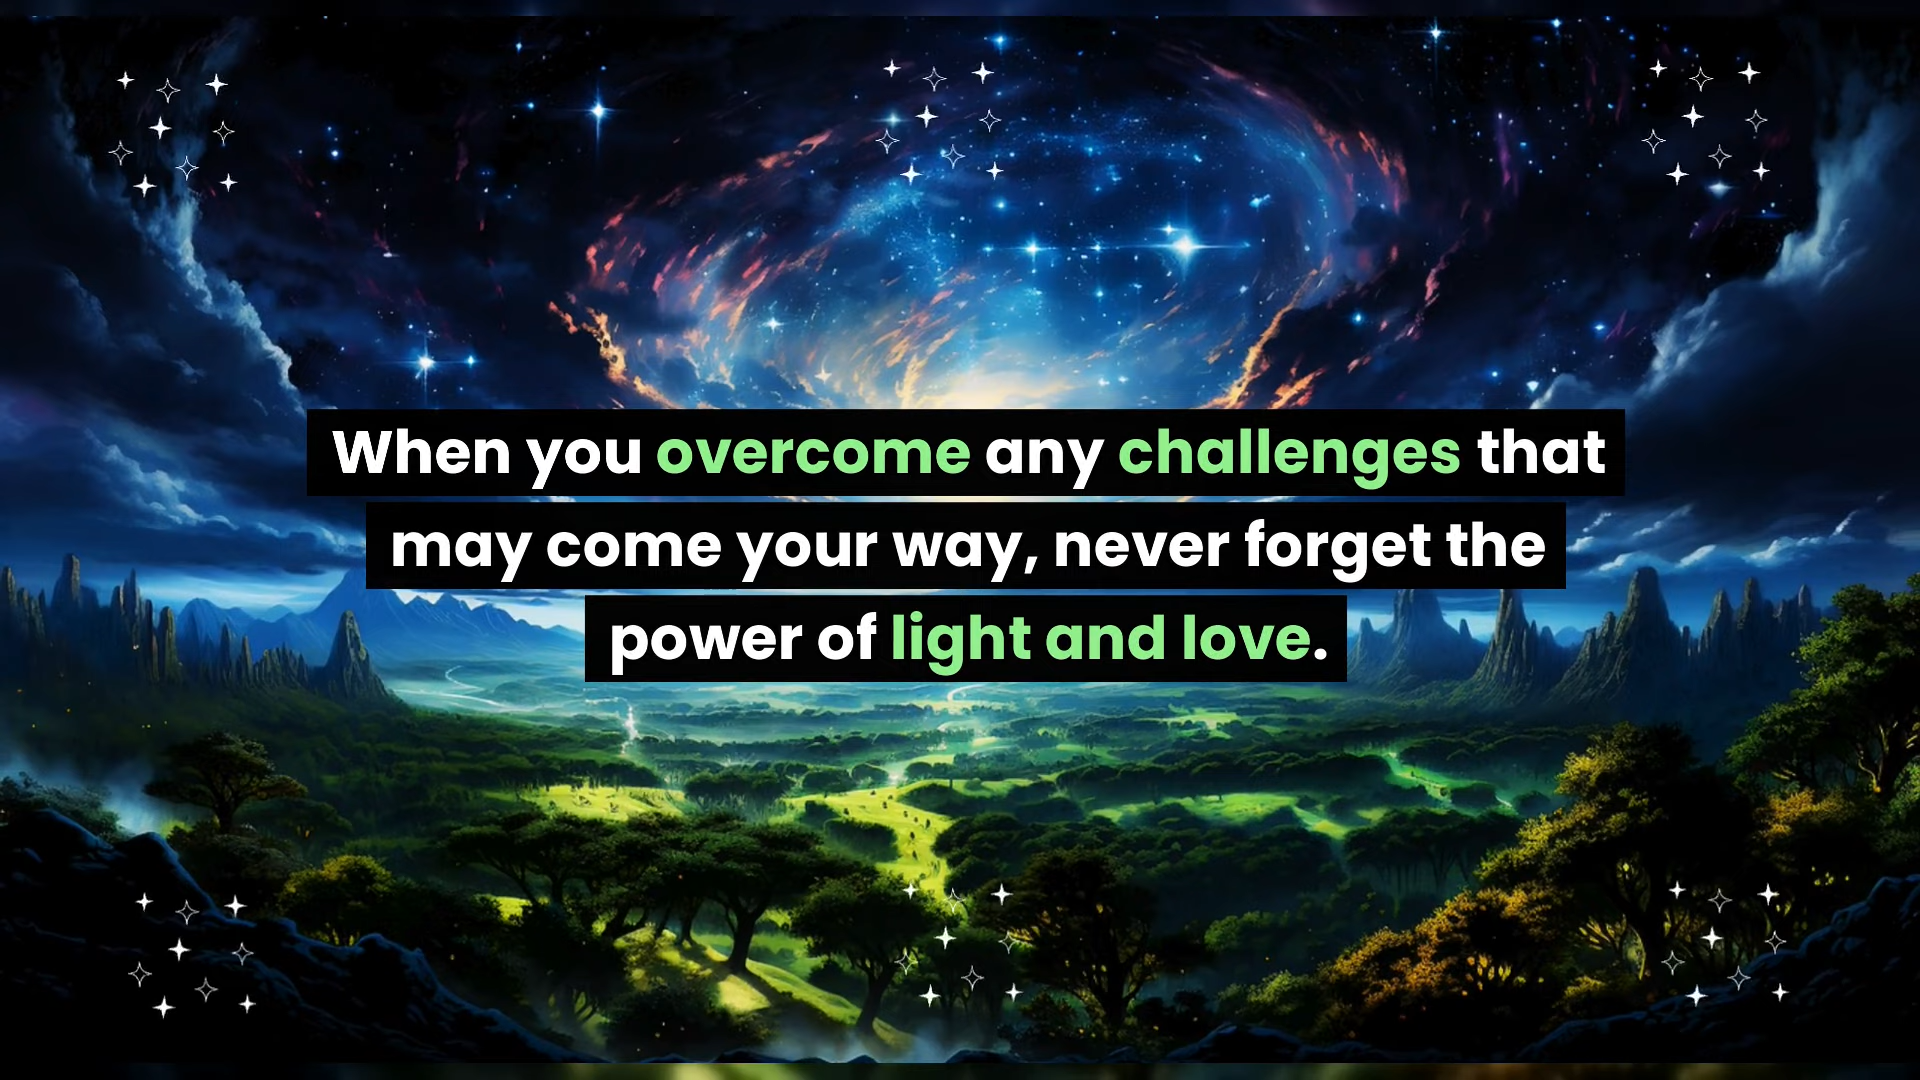 When you overcome any challenges that
may come your way, never forget the
power of light and love.